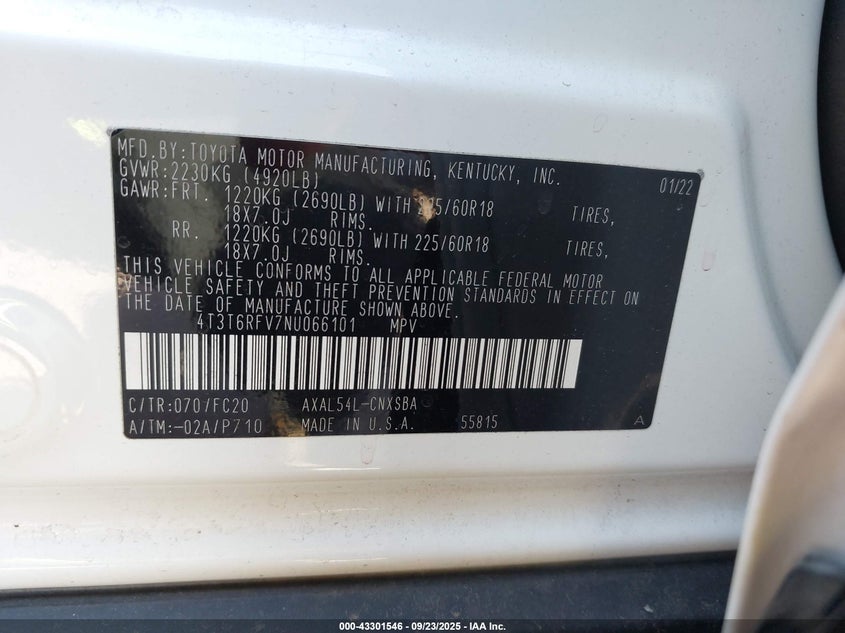 MFD.BY:TOYOTA MOTOR MANUFACTURING, KENTUCKY, INC. 01/22
GVWR:2230KG (4920LB)
GAWR:FRT. 1220KG (2690LB) WITH 225/60R18 TIRES,
18X7.0J RIMS.
RR. 1220KG (2690LB) WITH 225/60R18 TIRES,
18X7.0J RIMS.
THIS VEHICLE CONFORMS TO ALL APPLICABLE FEDERAL MOTOR
VEHICLE SAFETY AND THEFT PREVENTION STANDARDS IN EFFECT ON
THE DATE OF MANUFACTURE SHOWN ABOVE.
4T3T6RFV7NU066101 MPV
C/TR:070/FC20 AXAL54L-CNXSBA
A/TM:-02A/P710 MADE IN U.S.A. 55815 A
000-43301546 - 09/23/2025 - IAA Inc.